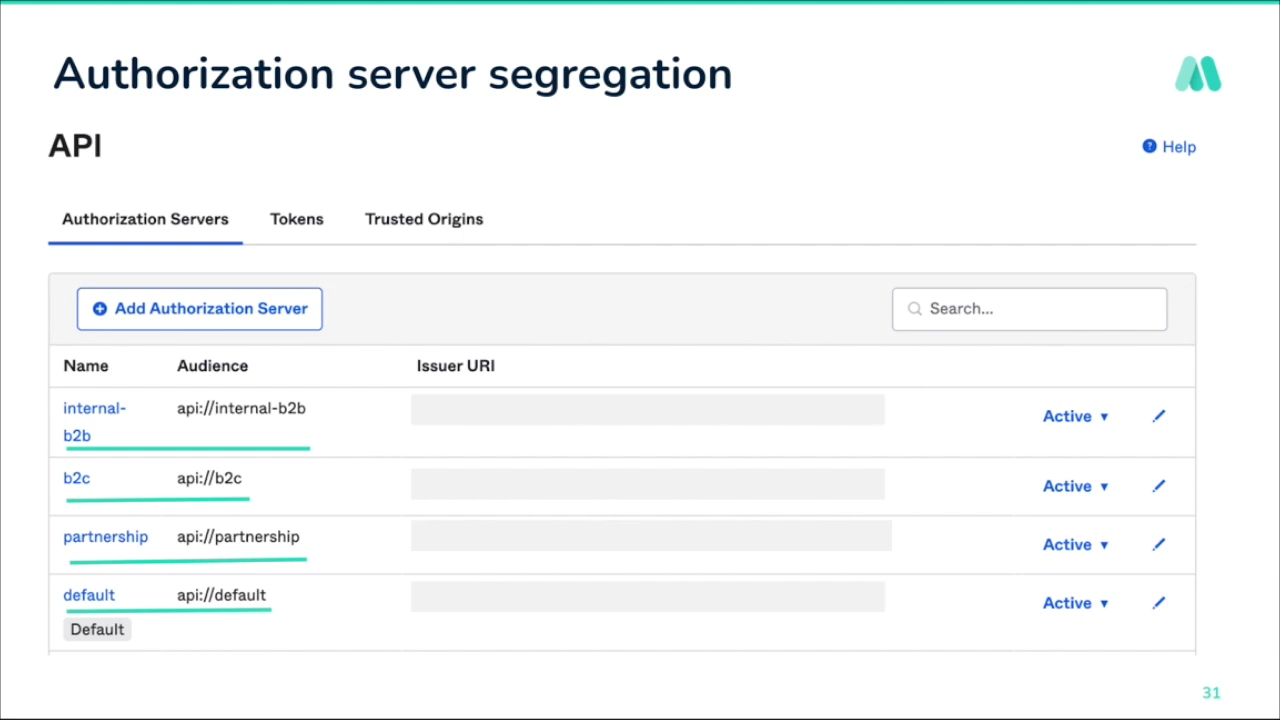 Authorization server segregation
API
Help
Authorization Servers Tokens Trusted Origins
Add Authorization Server Search...
Name Audience Issuer URI
internal- api://internal-b2b
b2b
Active
b2c api://b2c
Active
partnership api://partnership
Active
default api://default
Active
Default
31